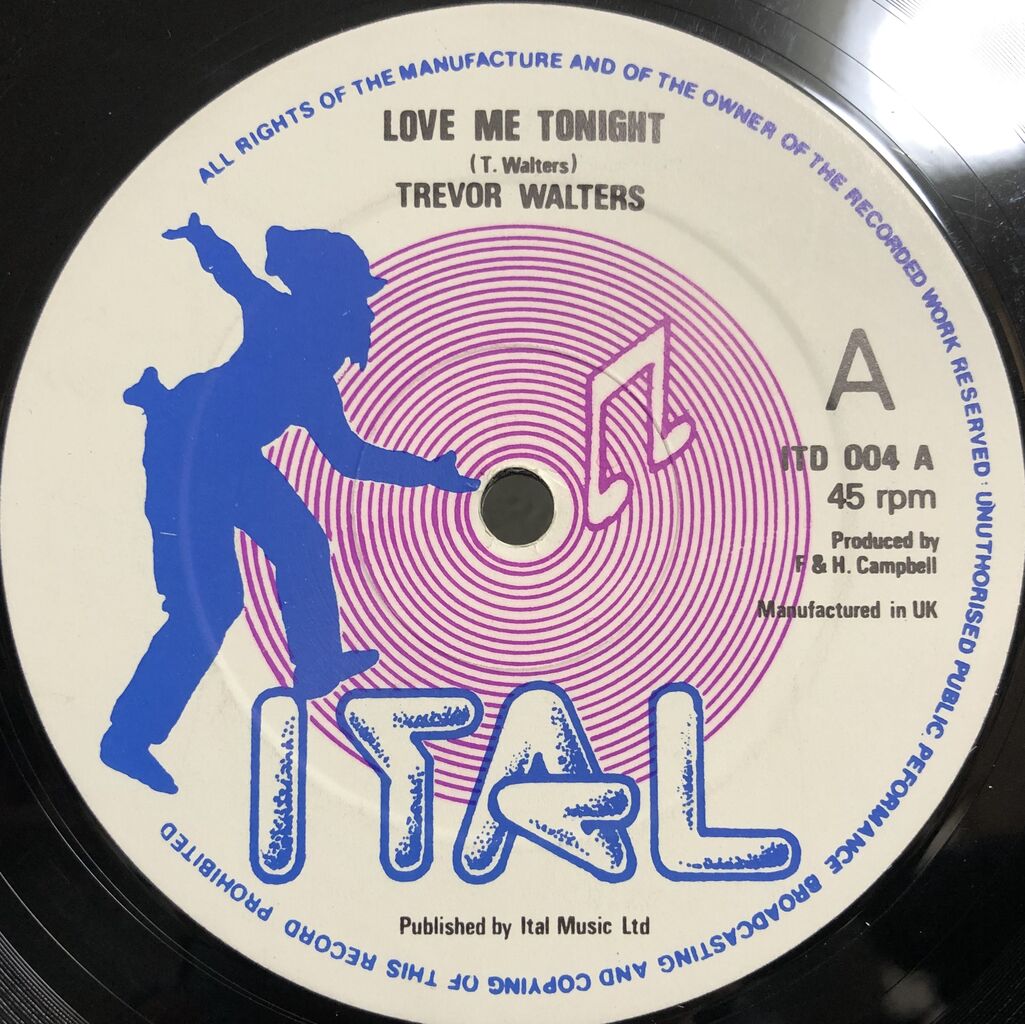 ALL RIGHTS OF THE MANUFACTURE AND OF THE OWNER OF THE RECORDED WORK RESERVED : UNUTHORISED PUBLIC PEFORMANCE BROADCASTING AND COPYING OF THIS RECORD PROHIBITED
LOVE ME TONIGHT
(T. Walters)
TREVOR WALTERS
A
ITD 004 A
45 rpm
Produced by
F & H. Campbell
Manufactured in UK
ITAL
Published by Ital Music Ltd